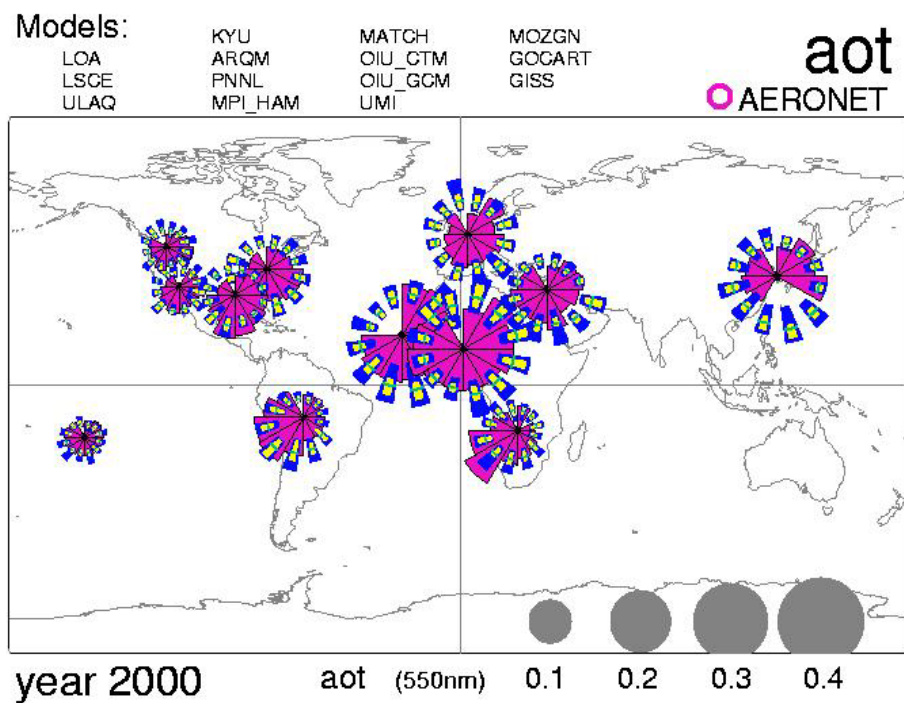 Models:
KYU MATCH MOZGN
LOA ARQM OIU_CTM GOCART
LSCE PNNL OIU_GCM GISS
ULAQ MPI_HAM UMI
aot
AERONET
year 2000 aot (550nm) 0.1 0.2 0.3 0.4